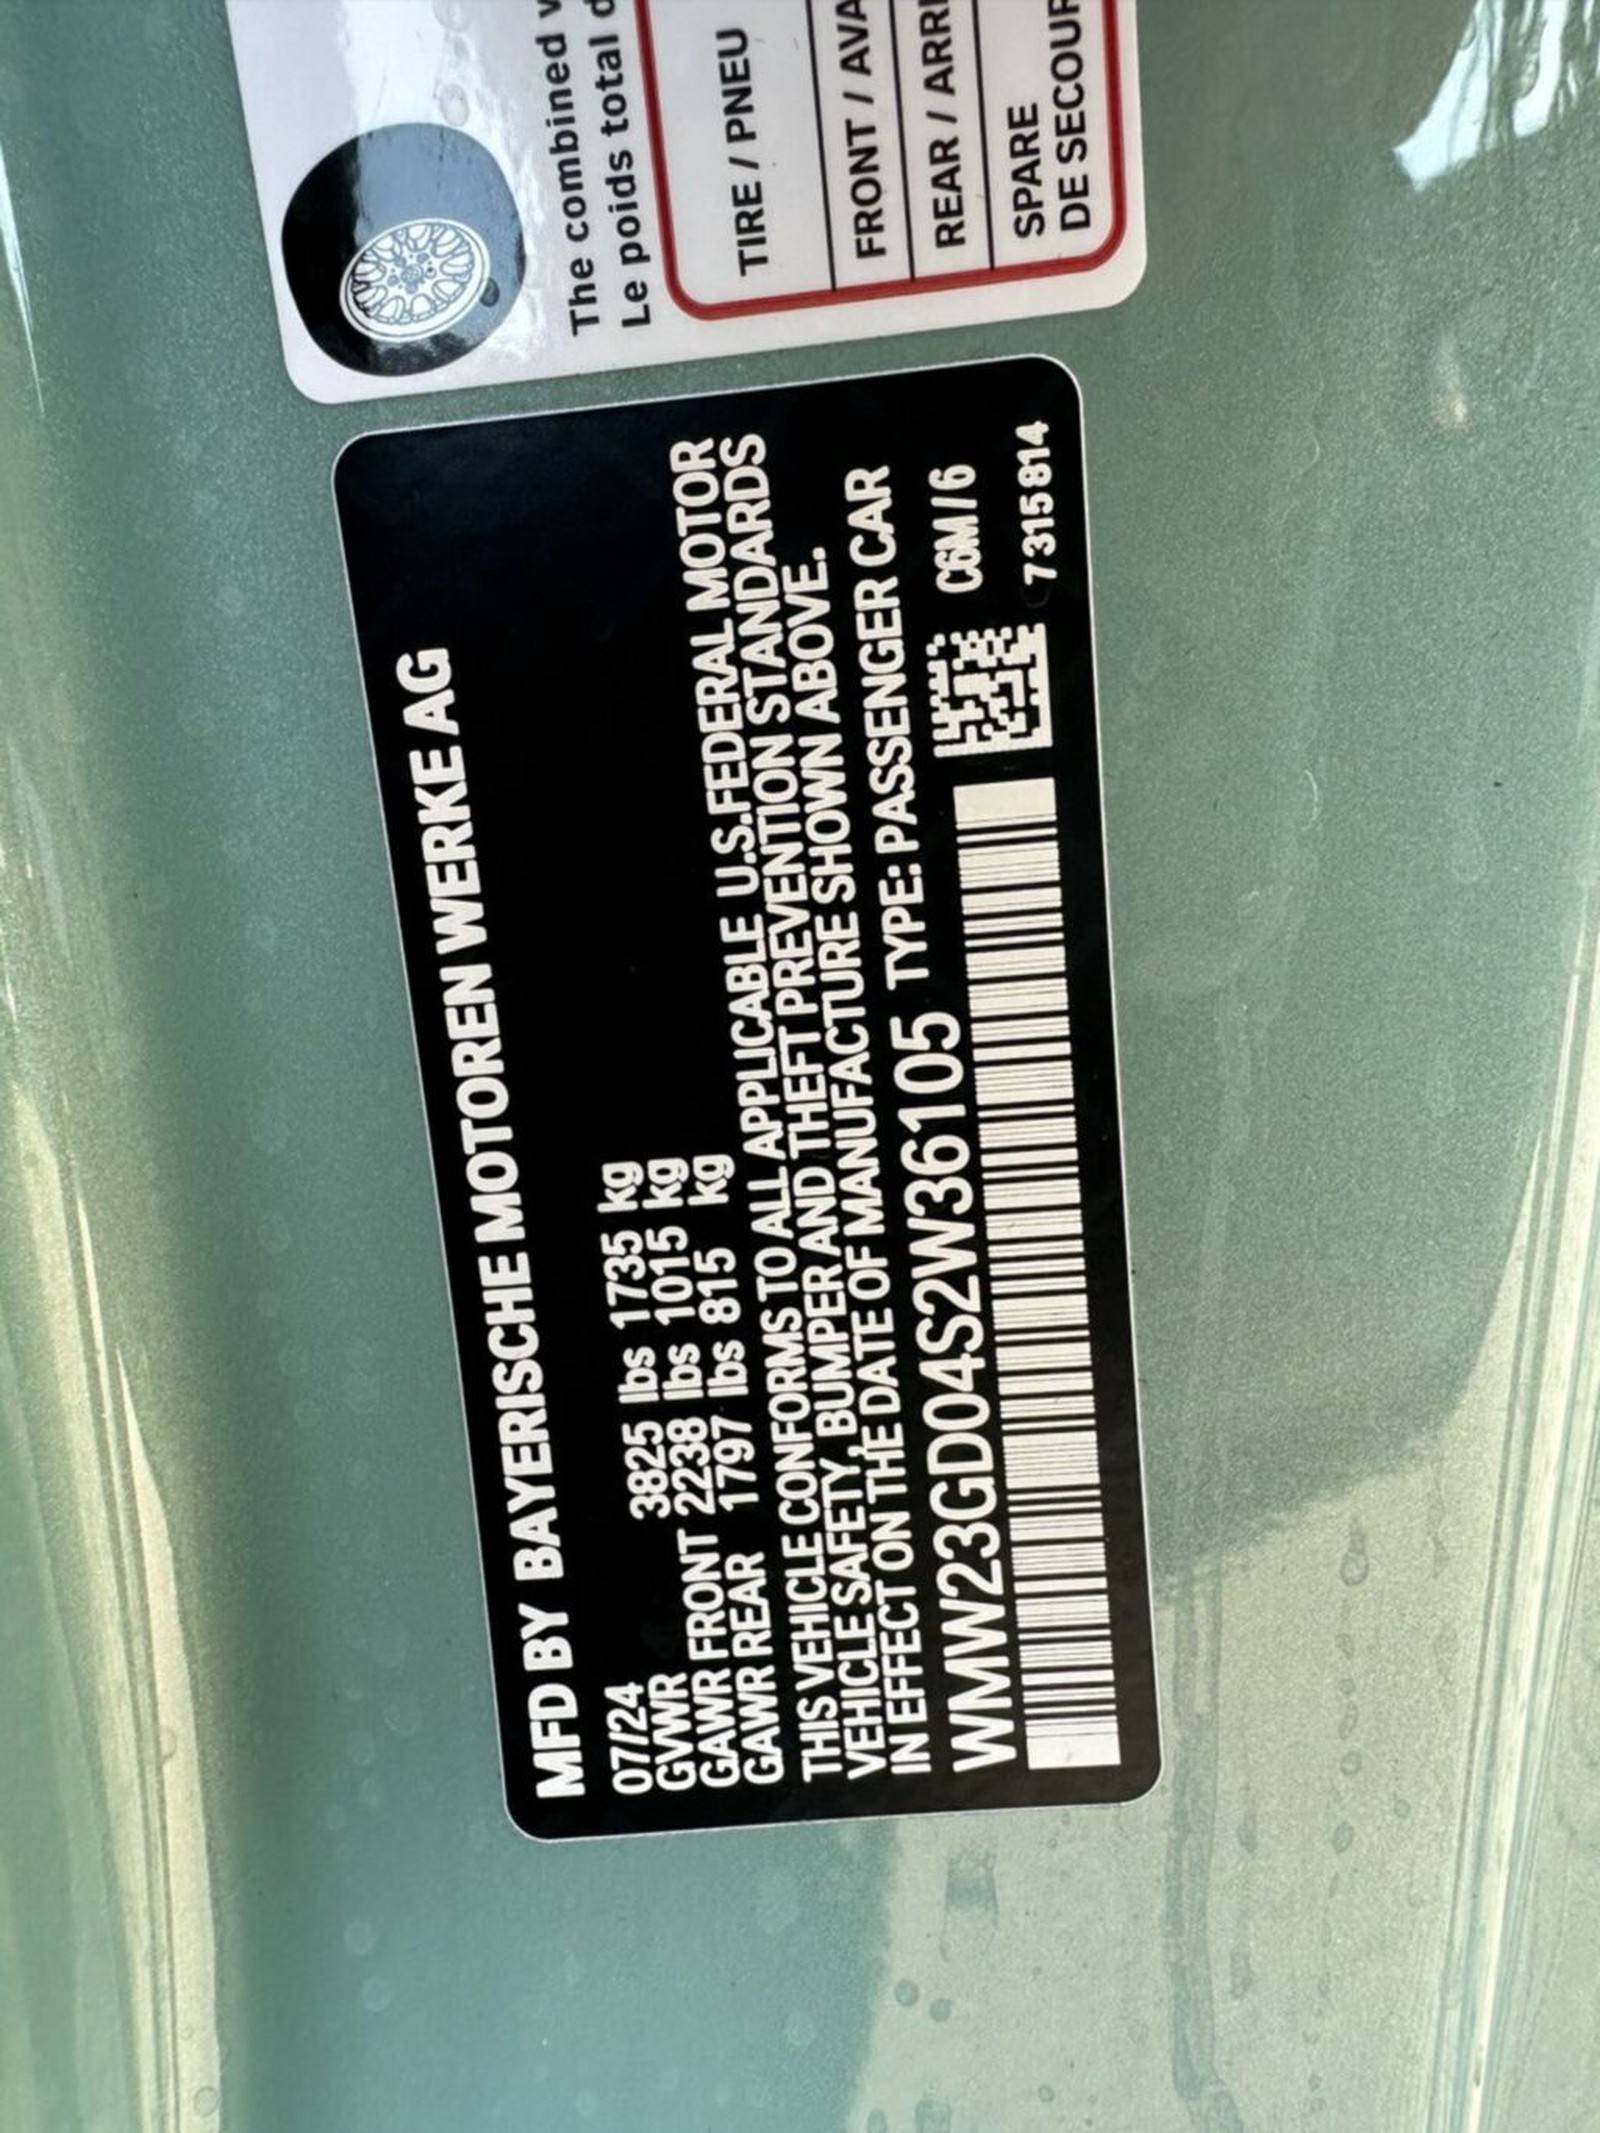 The combined
Le poids total
TIRE / PNEU
FRONT /
REAR /
SPARE
DE
MFD BY BAYERISCHE MOTOREN WERKE AG
07/24
GVWR 3825 lbs 1735 kg
GAWR FRONT 2238 lbs 1015 kg
GAWR REAR 1797 lbs 815 kg
THIS VEHICLE CONFORMS TO ALL APPLICABLE U.S.FEDERAL MOTOR
VEHICLE SAFETY, BUMPER AND THEFT PREVENTION STANDARDS
IN EFFECT ON THE DATE OF MANUFACTURE SHOWN ABOVE.
WMW23GD04S2W36105 TYPE: PASSENGER CAR
C6M/6
7315814